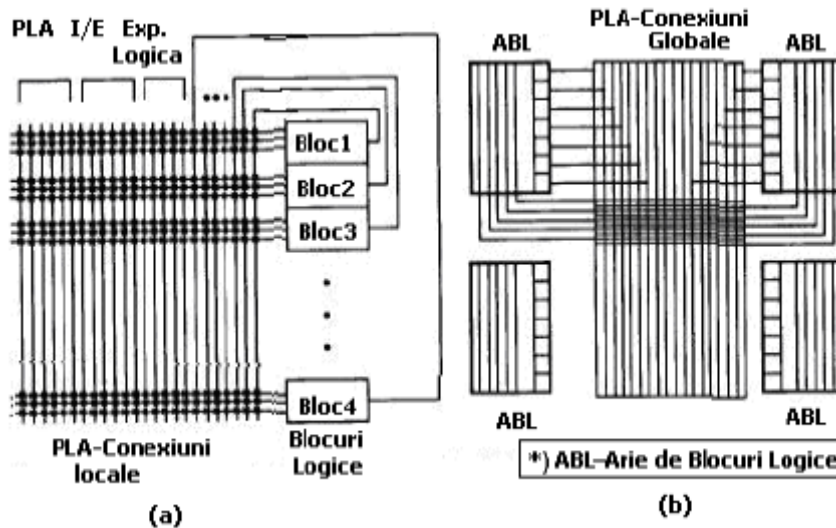 PLA I/E Exp.
Logica
Bloc1
Bloc2
Bloc3
Bloc4
PLA-Conexiuni
locale
Blocuri
Logice
(a)
PLA-Conexiuni
Globale
ABL
ABL
ABL
ABL
*) ABL-Arie de Blocuri Logice
(b)